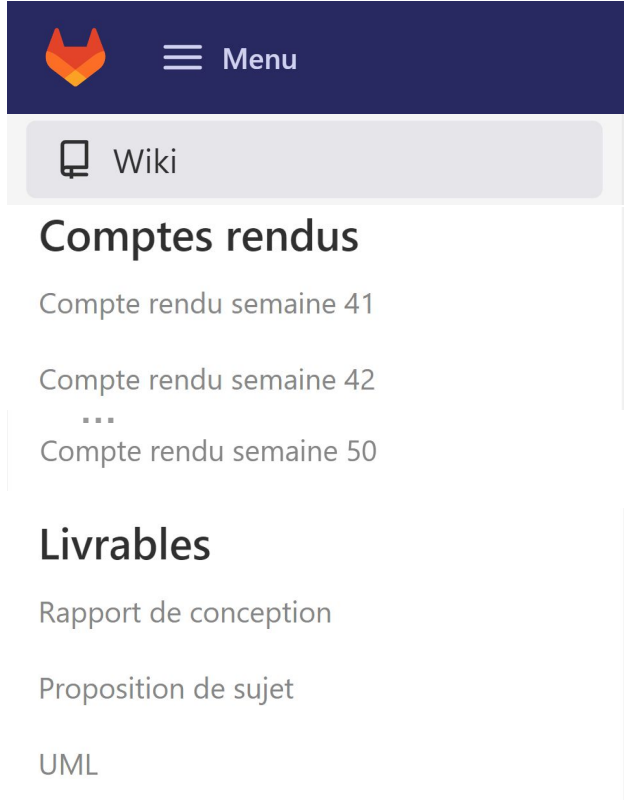 Menu
Wiki
Comptes rendus
Compte rendu semaine 41
Compte rendu semaine 42
...
Compte rendu semaine 50
Livrables
Rapport de conception
Proposition de sujet
UML